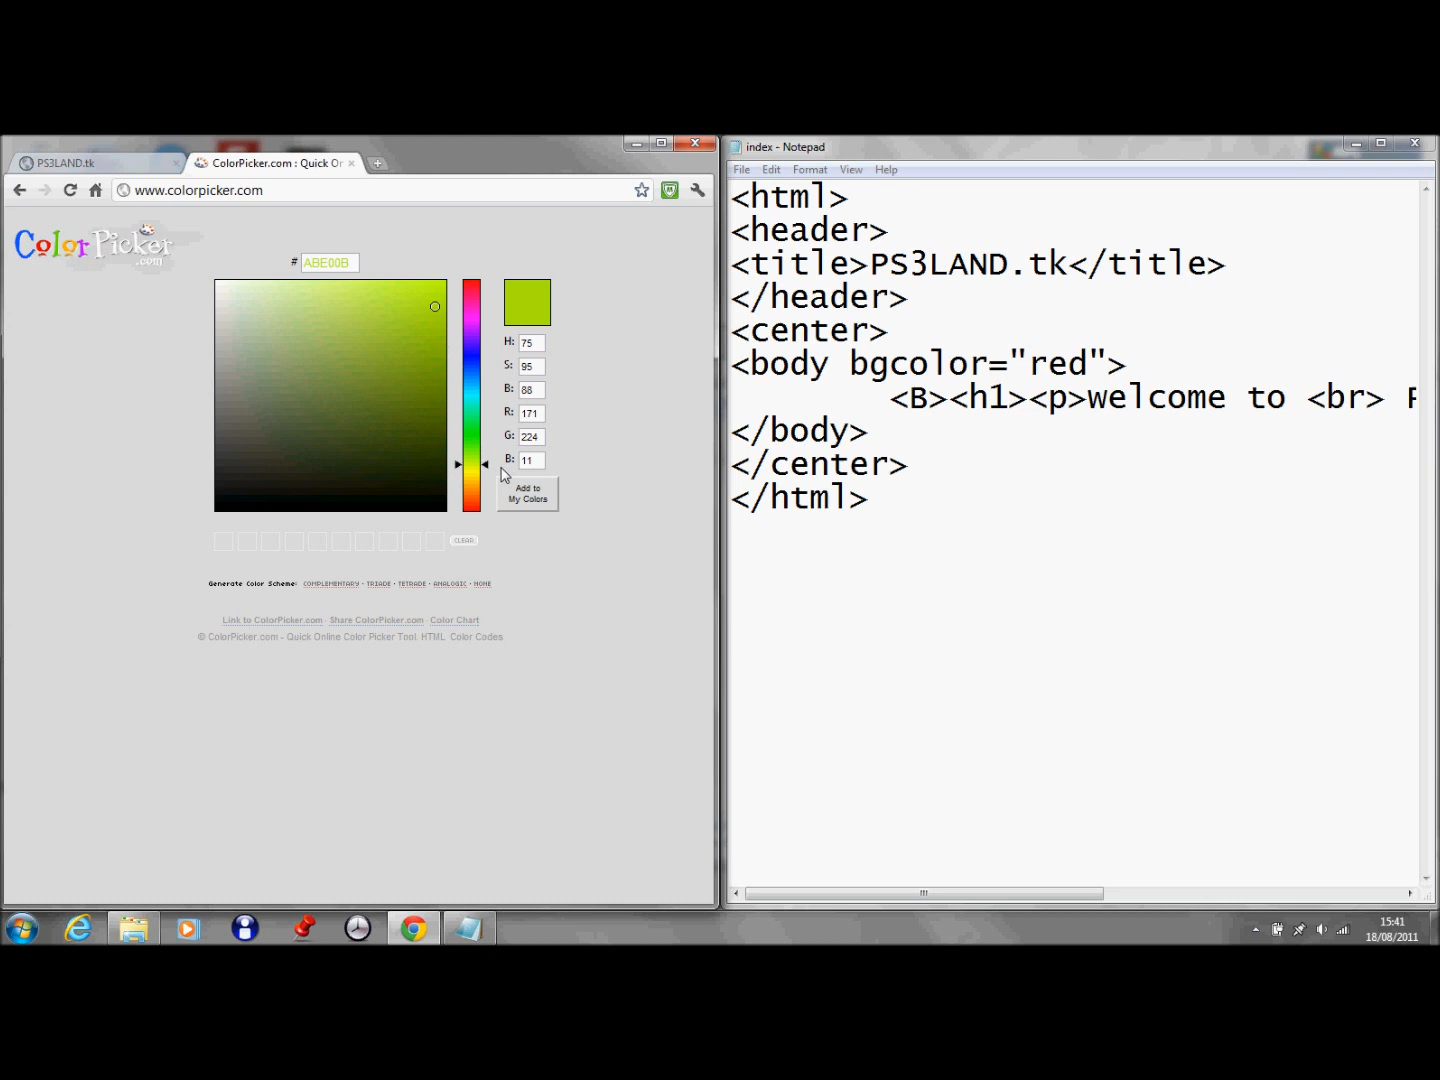 PS3LAND.tk
ColorPicker.com : Quick Or
www.colorpicker.com
ColorPicker
.com
# ABE00B
H: 75
S: 95
B: 88
R: 171
G: 224
B: 11
Add to
My Colors
CLEAR
Generate Color Scheme: COMPLEMENTARY · TRIADE · TETRADE · ANALOGIC · NONE
Link to ColorPicker.com · Share ColorPicker.com · Color Chart
© ColorPicker.com - Quick Online Color Picker Tool. HTML Color Codes
index - Notepad
File Edit Format View Help
<html>
<header>
<title>PS3LAND.tk</title>
</header>
<center>
<body bgcolor="red">
<B><h1><p>welcome to <br>
</body>
</center>
</html>
15:41
18/08/2011